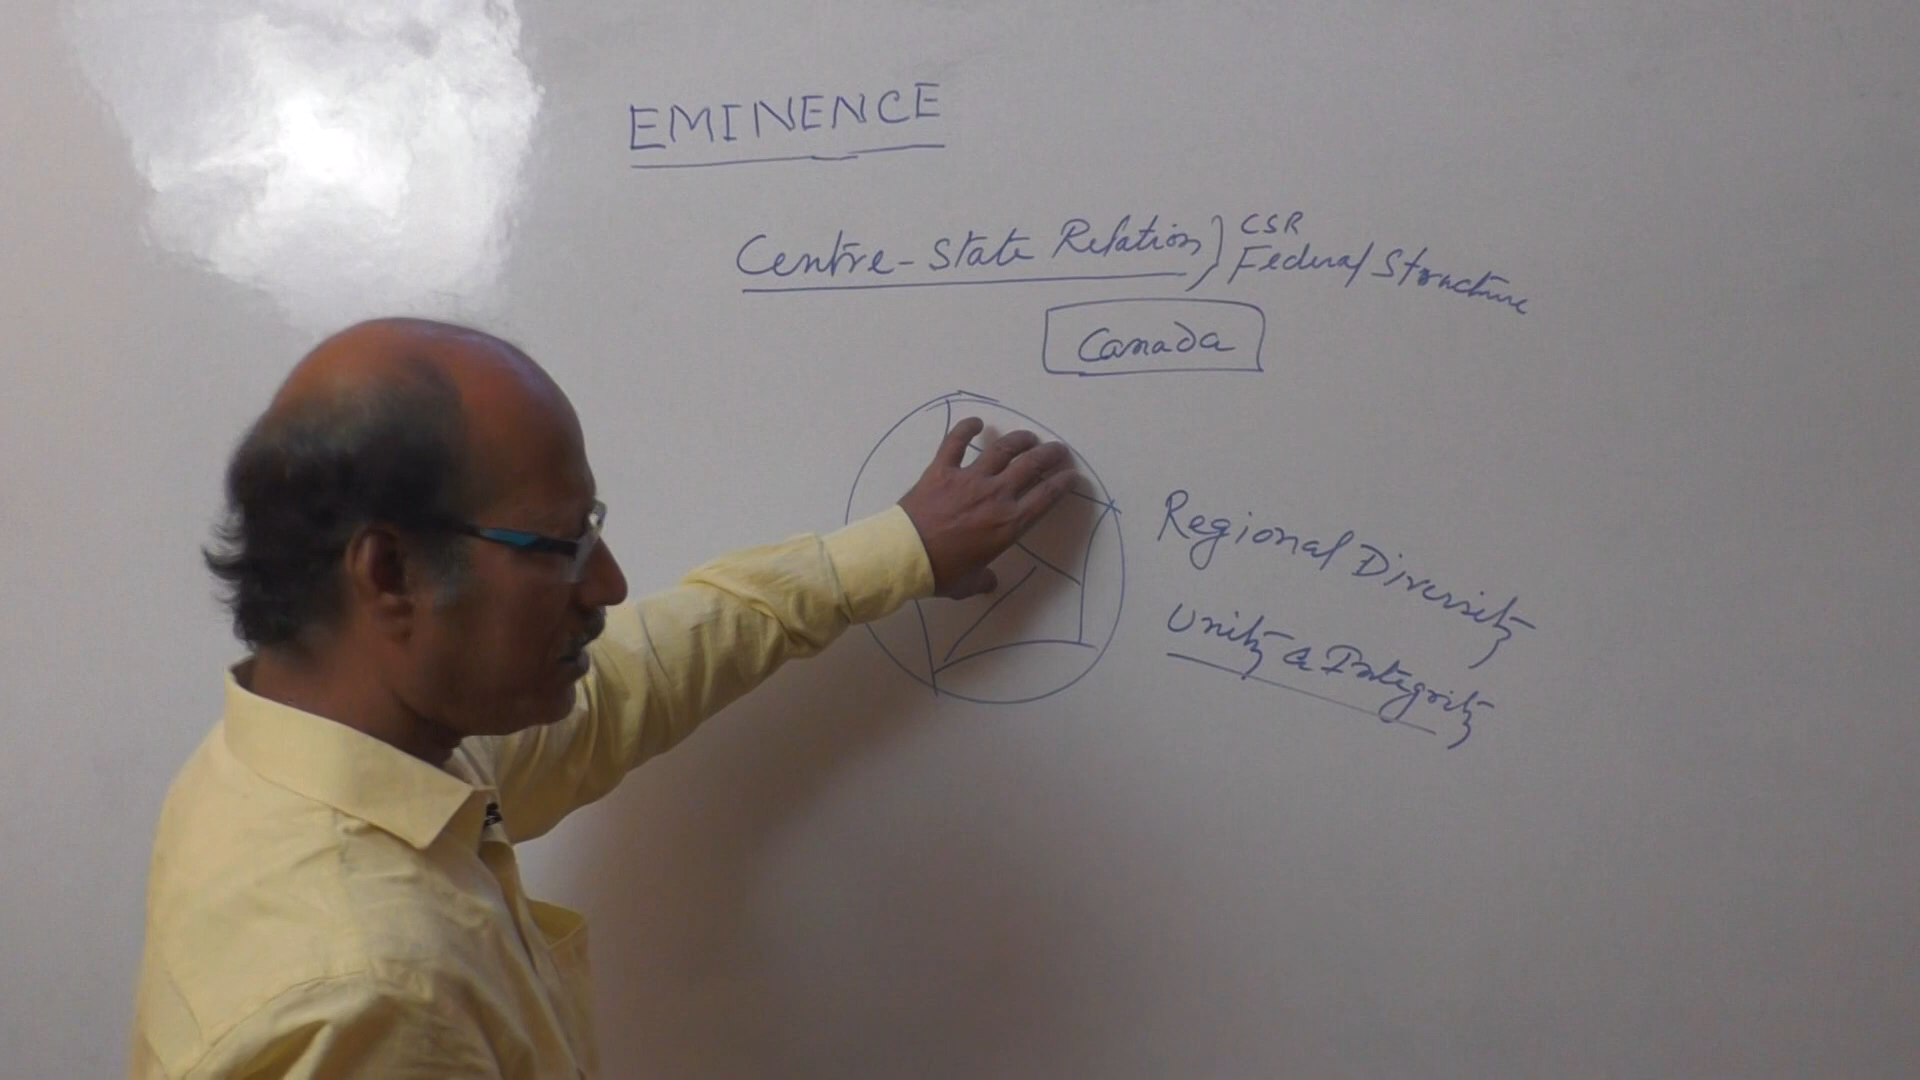 EMINENCE
Centre-State Relation) CSR
Federal Structure
Canada
Regional Diversity
Unity & Integrity